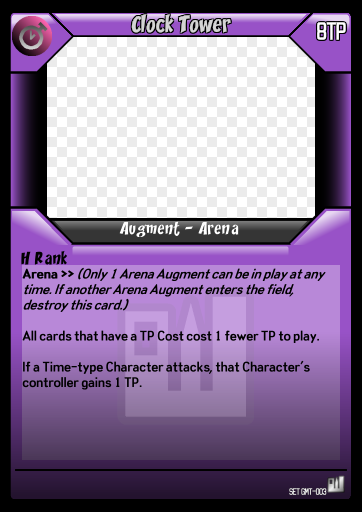 Clock Tower
8TP
Augment - Arena
H Rank
Arena >> (Only 1 Arena Augment can be in play at any
time. If another Arena Augment enters the field,
destroy this card.)
All cards that have a TP Cost cost 1 fewer TP to play.
If a Time-type Character attacks, that Character's
controller gains 1 TP.
SET GMT-003